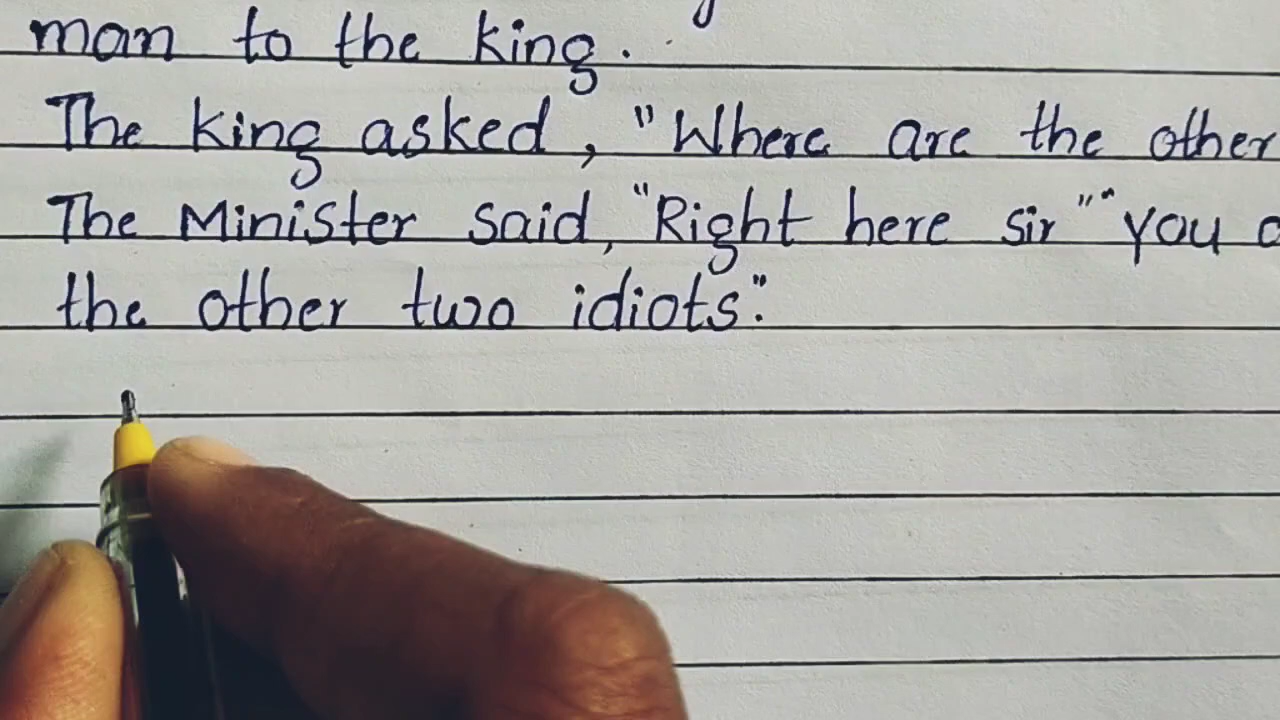 man to the king.
The king asked, "Where are the other
The Minister said, "Right here sir" "you
the other two idiots".